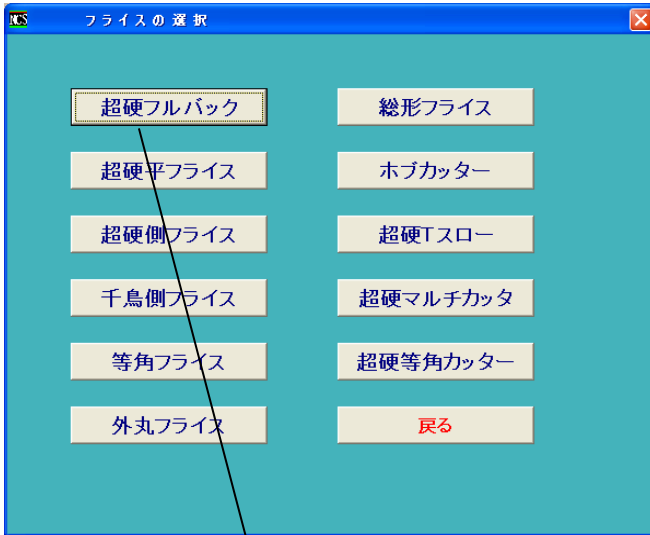 NCS フライスの選択
超硬フルバック
超硬平フライス
超硬側フライス
千鳥側フライス
等角フライス
外丸フライス
総形フライス
ホブカッター
超硬Tスロー
超硬マルチカッタ
超硬等角カッター
戻る